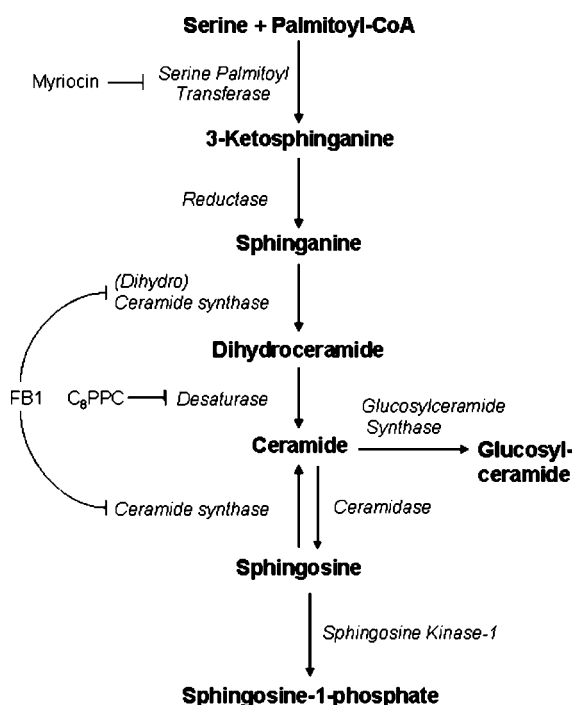 Serine + Palmitoyl-CoA
Myriocin
Serine Palmitoyl
Transferase
3-Ketosphinganine
Reductase
Sphinganine
(Dihydro)
Ceramide synthase
Dihydroceramide
FB1
C₈PPC
Desaturase
Glucosylceramide
Synthase
Ceramide
Glucosyl-
ceramide
Ceramide synthase
Ceramidase
Sphingosine
Sphingosine Kinase-1
Sphingosine-1-phosphate